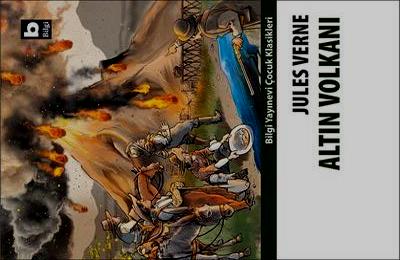 JULES VERNE
ALTIN VOLKANI
Bilgi Yayınevi Çocuk Klasikleri
b
Bilgi